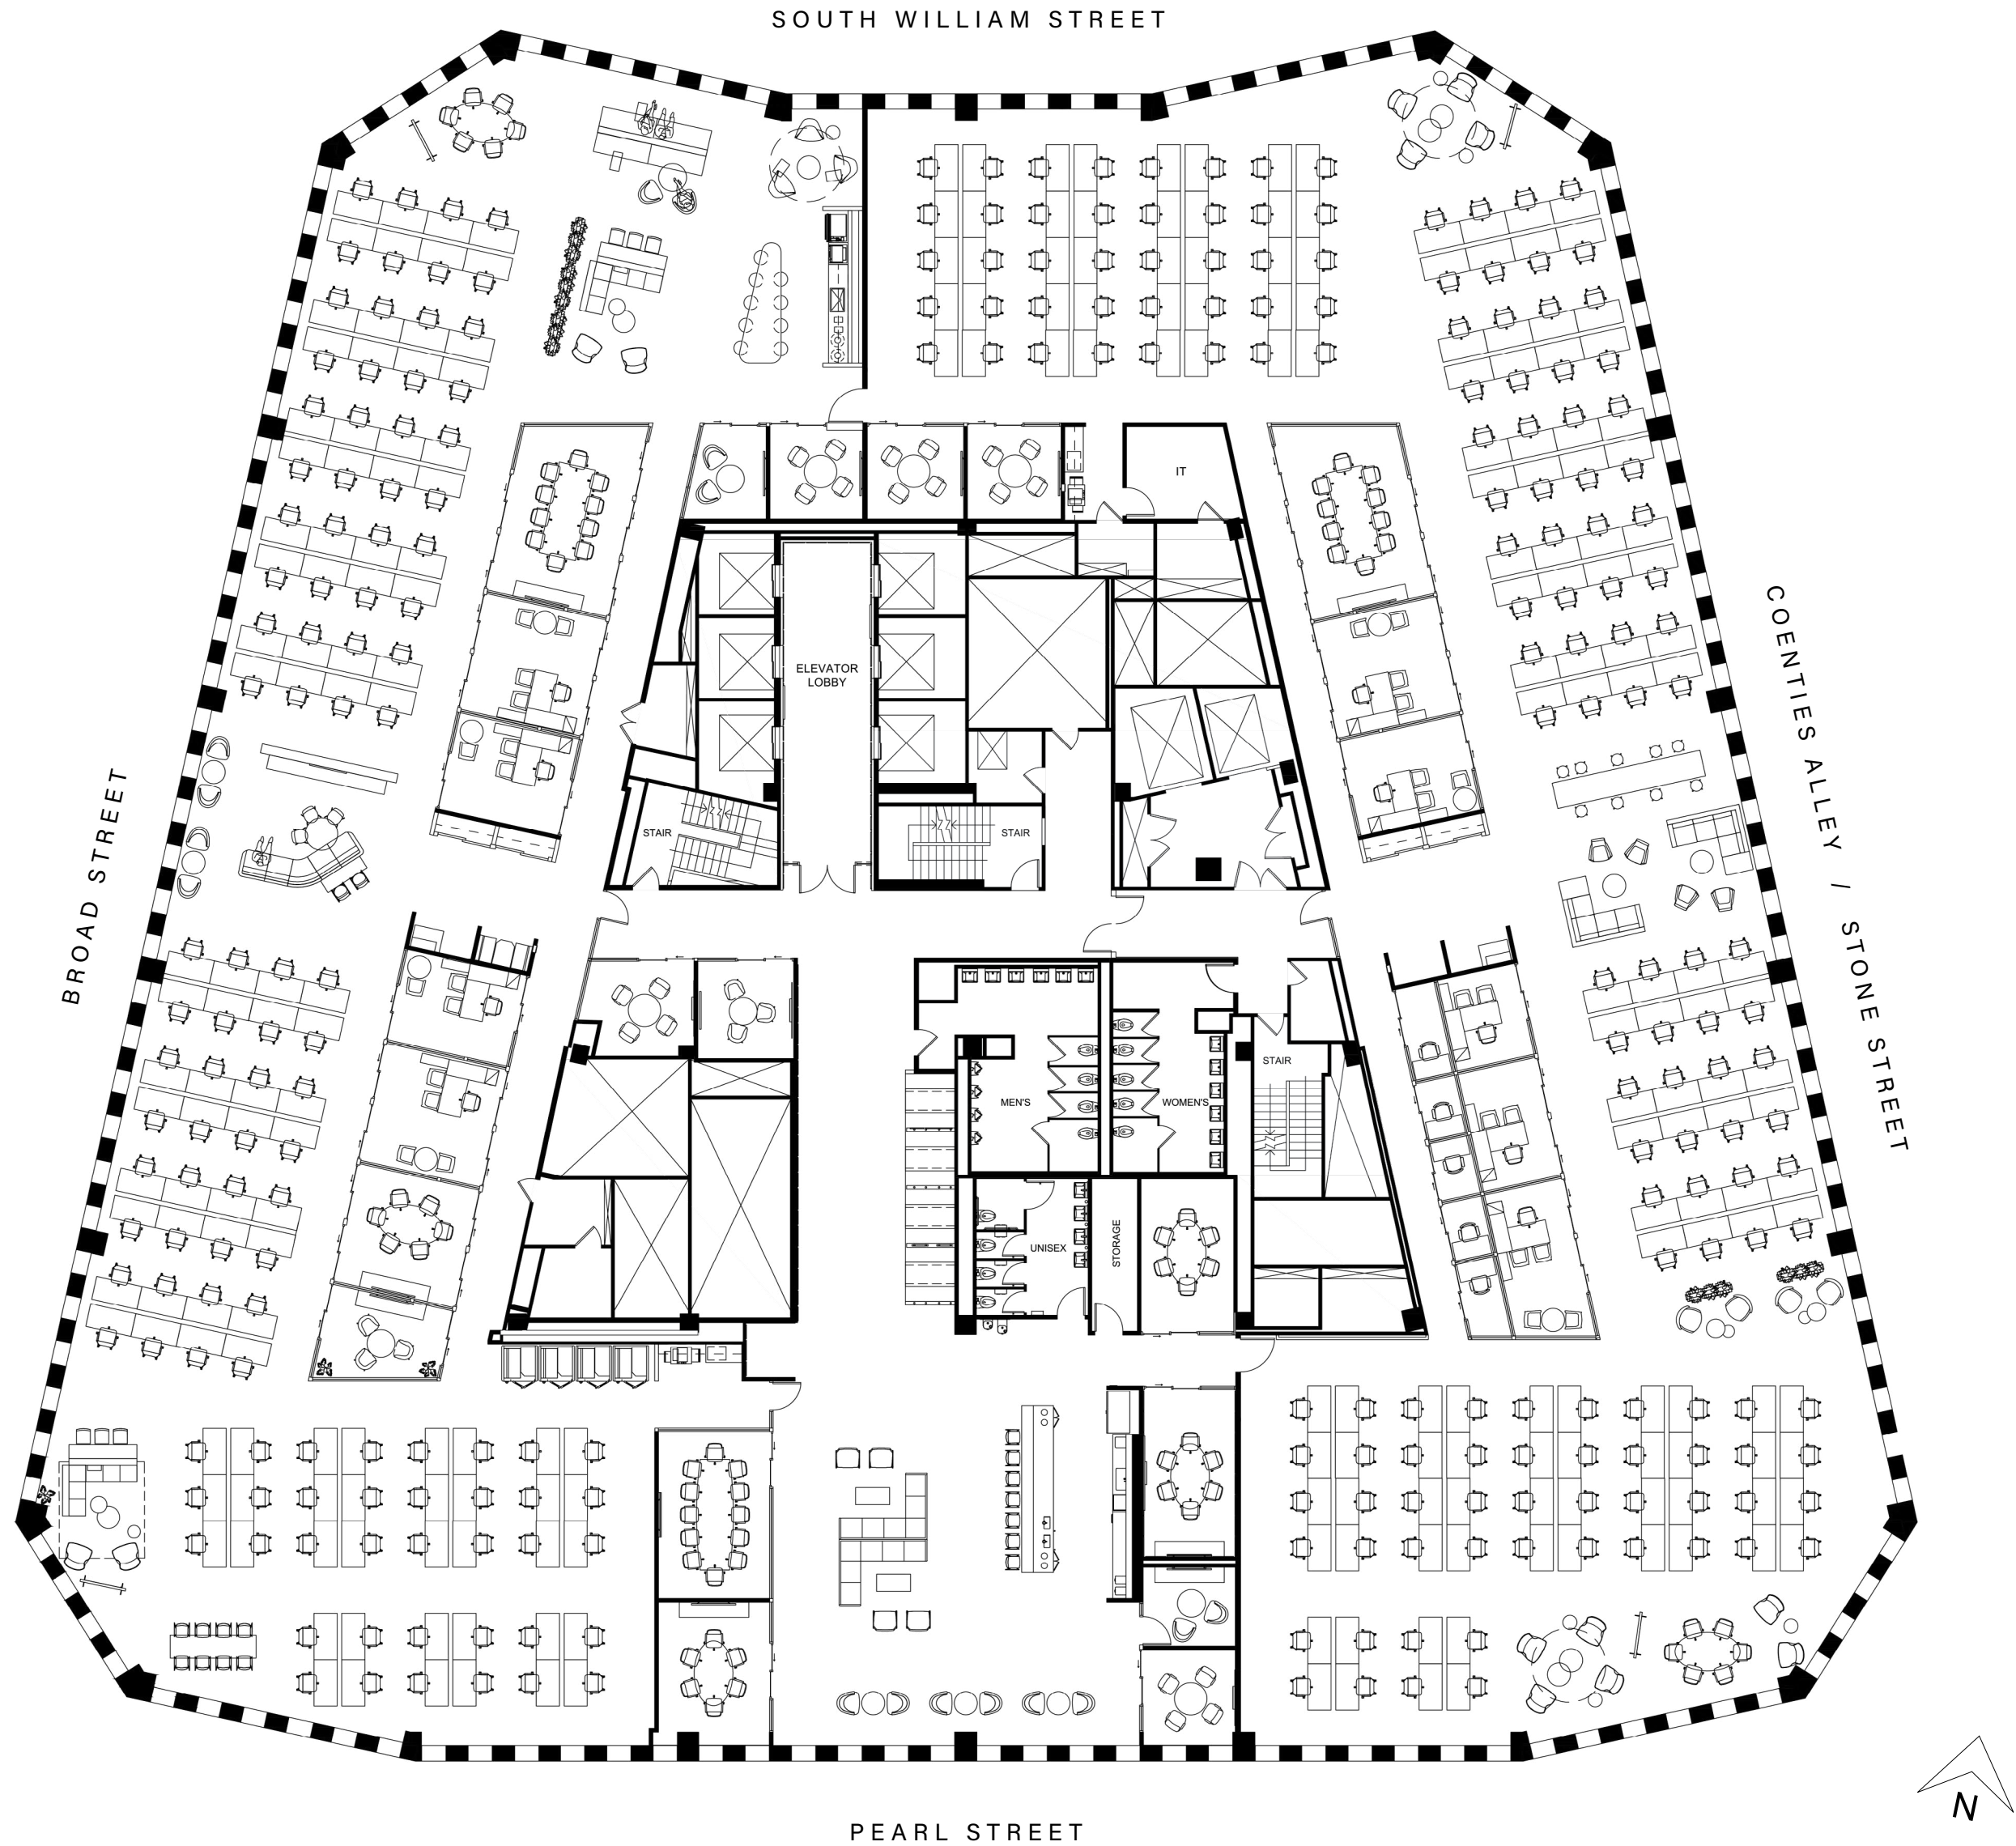 SOUTH WILLIAM STREET
IT
ELEVATOR
LOBBY
COENTIES ALLEY / STONE STREET
BROAD STREET
STAIR
STAIR
STAIR
MEN'S
WOMEN'S
UNISEX
STORAGE
PEARL STREET
N